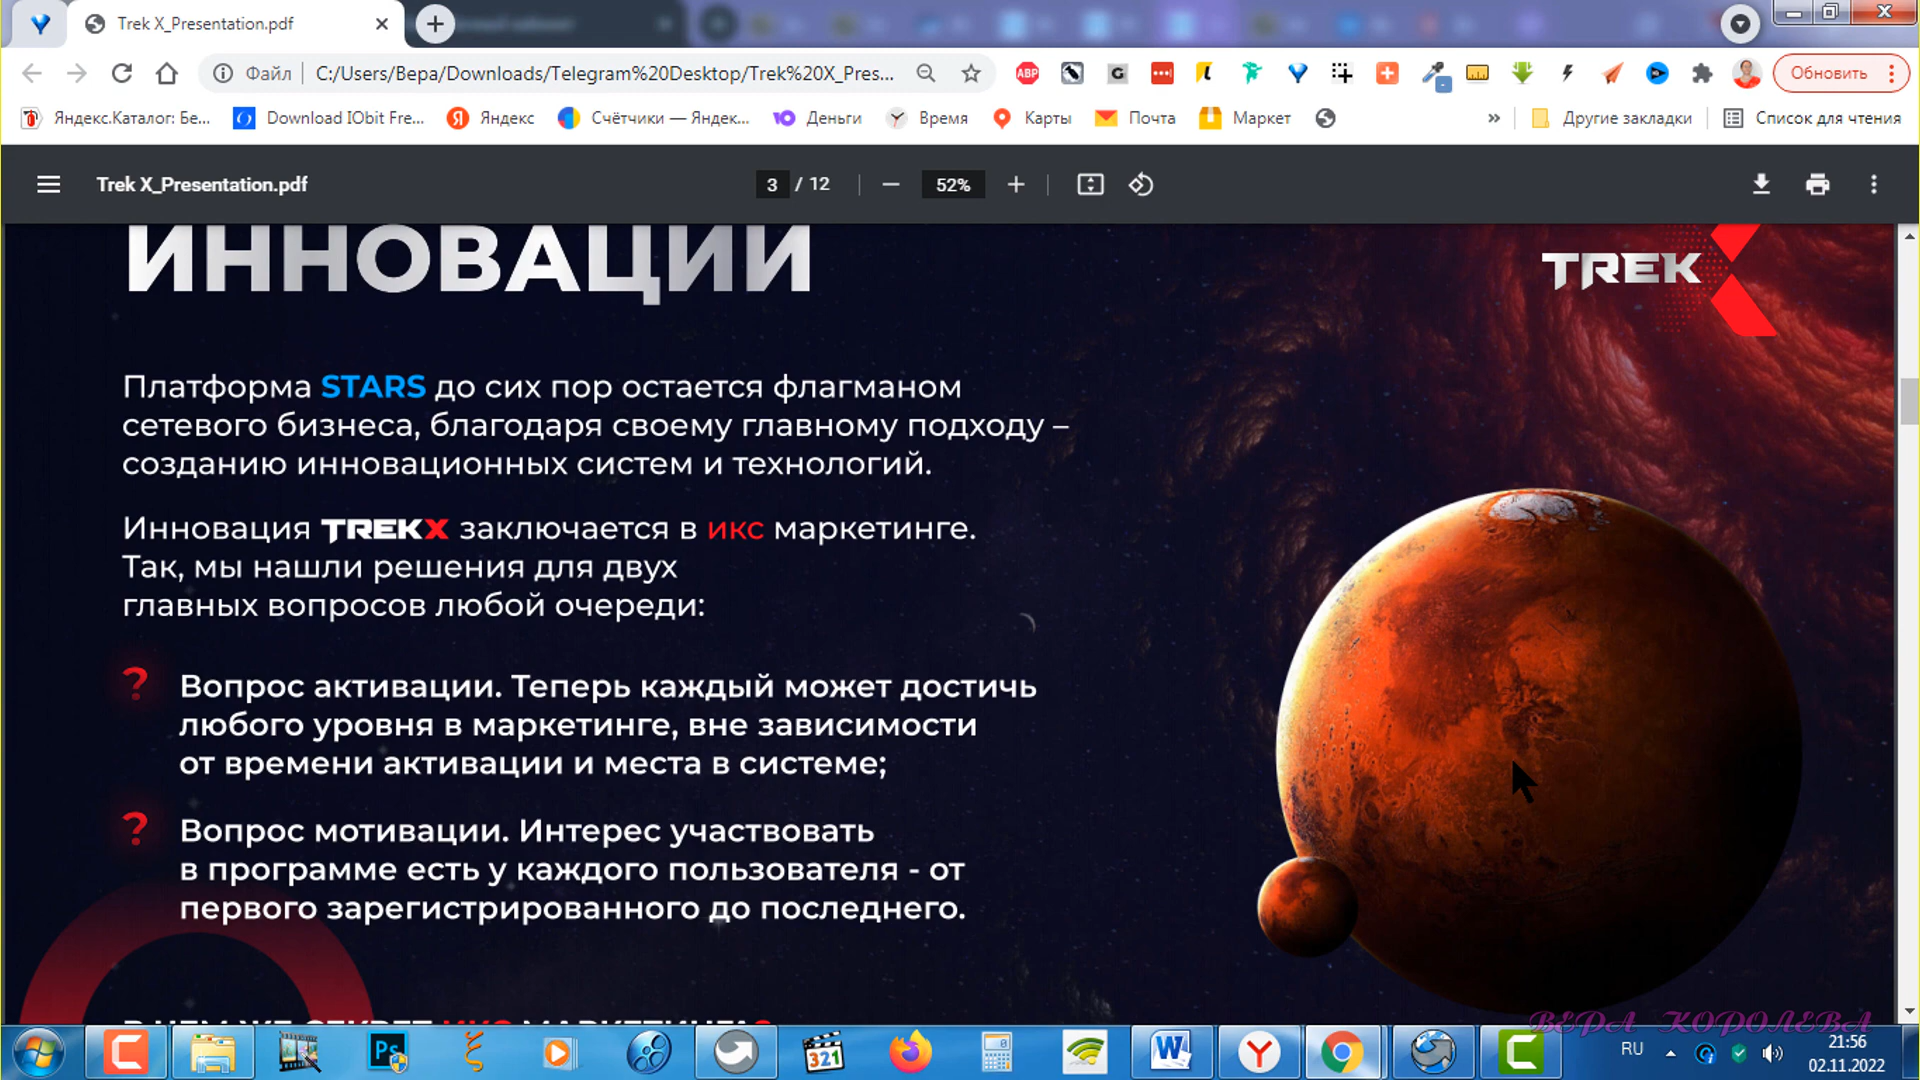 Trek X_Presentation.pdf
Файл
C:/Users/Вера/Downloads/Telegram%20Desktop/Trek%20X_Pres...
ABP
G
Обновить
Яндекс.Каталог: Бе...
Download IObit Fre...
Я
Яндекс
Счётчики — Яндек...
Деньги
Время
Карты
Почта
Маркет
»
Другие закладки
Список для чтения
Trek X_Presentation.pdf
3 / 12
52%
ИННОВАЦИИ
TREK X
Платформа STARS до сих пор остается флагманом
сетевого бизнеса, благодаря своему главному подходу –
созданию инновационных систем и технологий.
Инновация TREKX заключается в икс маркетинге.
Так, мы нашли решения для двух
главных вопросов любой очереди:
? Вопрос активации. Теперь каждый может достичь
любого уровня в маркетинге, вне зависимости
от времени активации и места в системе;
? Вопрос мотивации. Интерес участвовать
в программе есть у каждого пользователя - от
первого зарегистрированного до последнего.
ВЕРА КОРОЛЕВА
Ps
321
W
Y
C
RU
21:56
02.11.2022